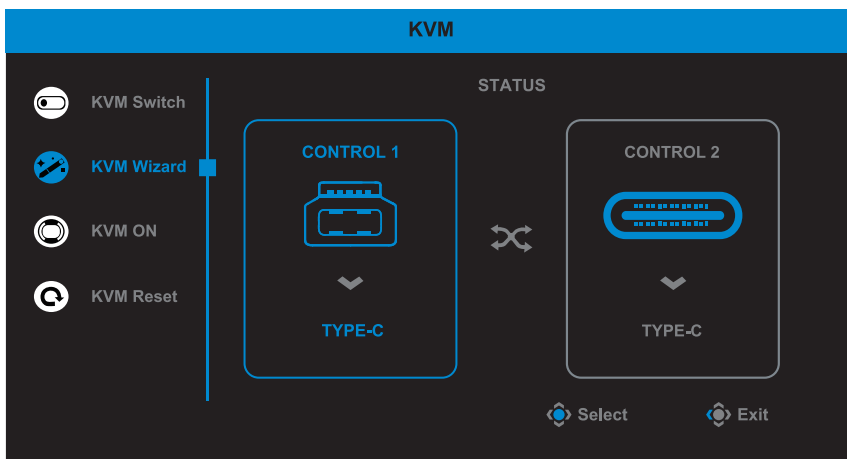 KVM
KVM Switch
KVM Wizard
KVM ON
KVM Reset
STATUS
CONTROL 1
TYPE-C
CONTROL 2
TYPE-C
Select
Exit